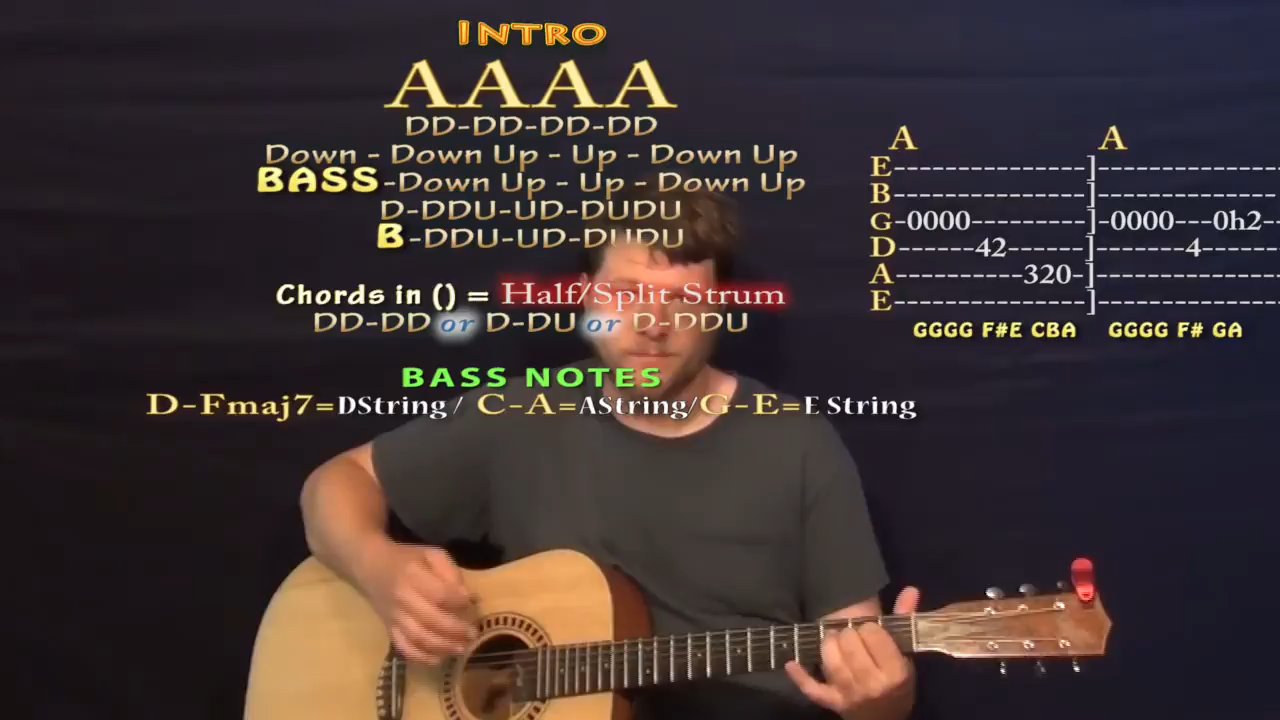 INTRO
AAAA
DD-DD-DD-DD
Down - Down Up - Up - Down Up
BASS-Down Up - Up - Down Up
D-DDU-UD-DUDU
B-DDU-UD-DUDU
Chords in () = Half/Split Strum
DD-DD or D-DU or D-DDU
BASS NOTES
D-Fmaj7=DString / C-A=AString/G-E=E String
A A
E-----------------] ----------------
B-----------------] ----------------
G-0000---------] -0000---0h2-
D------42------] ------4------
A----------320-] ----------------
E-----------------] ----------------
GGGG F#E CBA GGGG F# GA